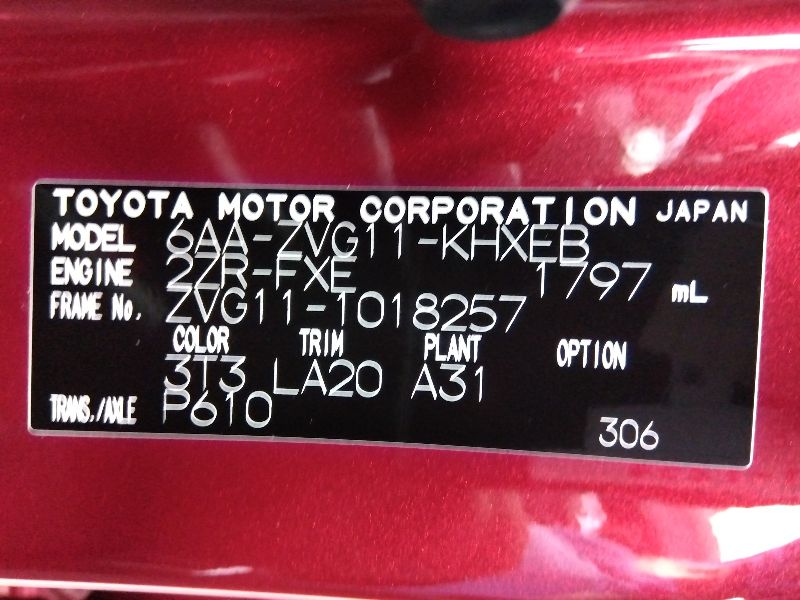 TOYOTA MOTOR CORPORATION JAPAN
MODEL 6AA-ZVG11-KHXEB
ENGINE 2ZR-FXE 1797 mL
FRAME No. ZVG11-1018257
COLOR TRIM PLANT OPTION
3T3 LA20 A31
TRANS./AXLE P610 306